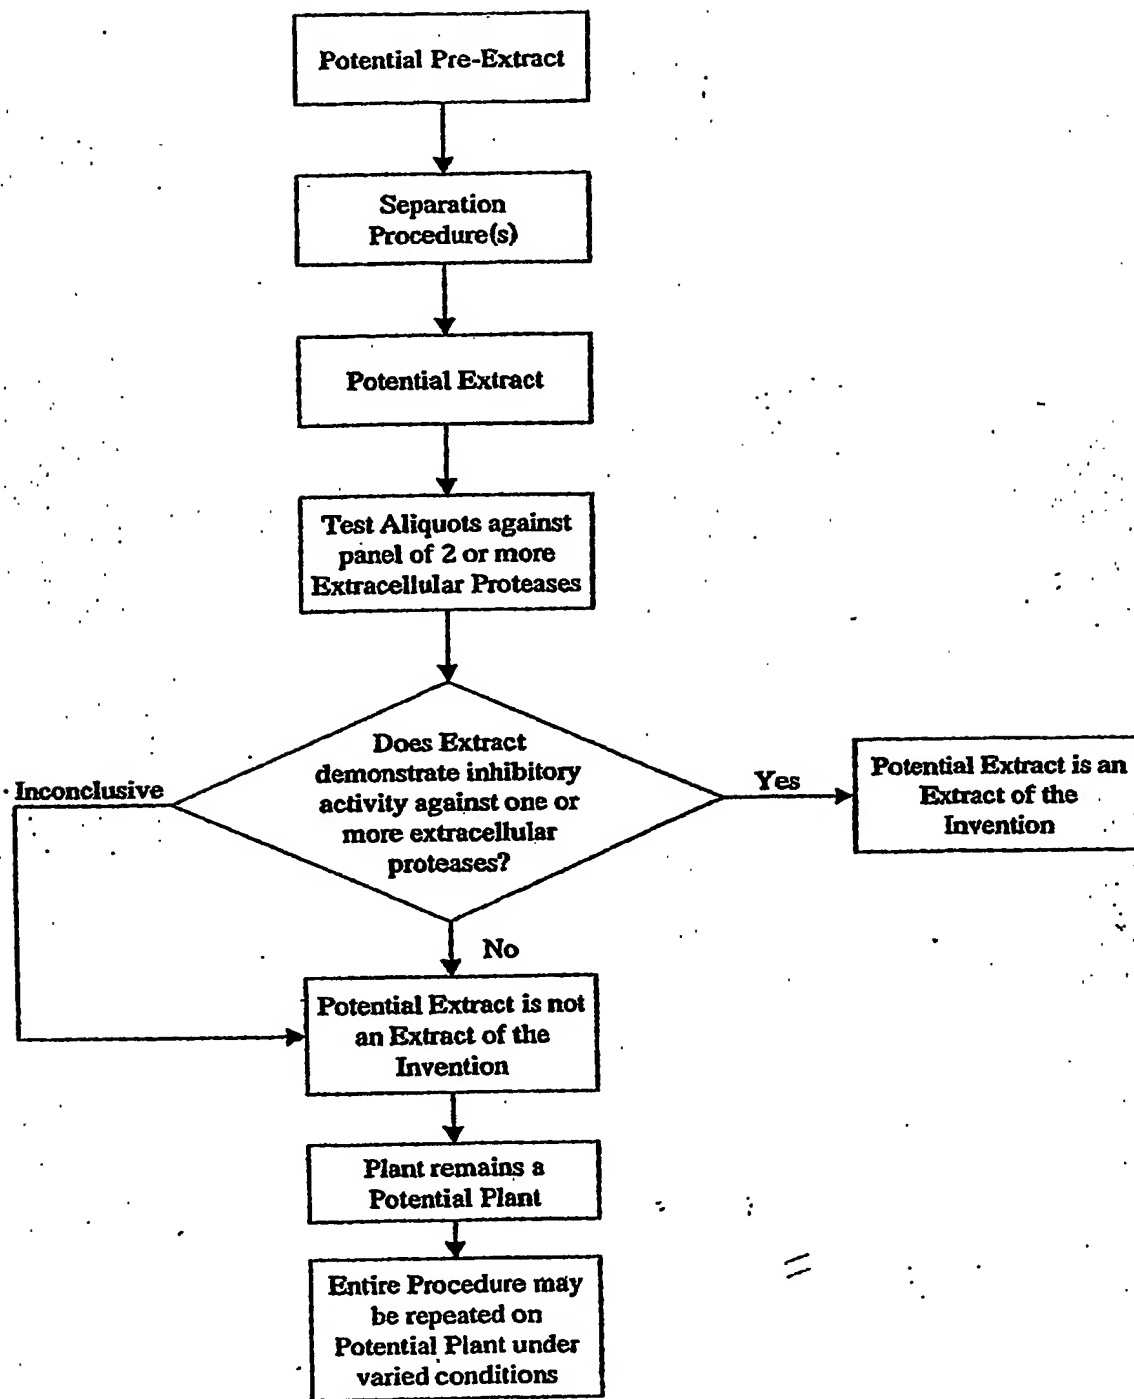 Potential Pre-Extract
Separation
Procedure(s)
Potential Extract
Test Aliquots against
panel of 2 or more
Extracellular Proteases
Does Extract
demonstrate inhibitory
activity against one or
more extracellular
proteases?
Inconclusive
Yes
Potential Extract is an
Extract of the
Invention
No
Potential Extract is not
an Extract of the
Invention
Plant remains a
Potential Plant
Entire Procedure may
be repeated on
Potential Plant under
varied conditions